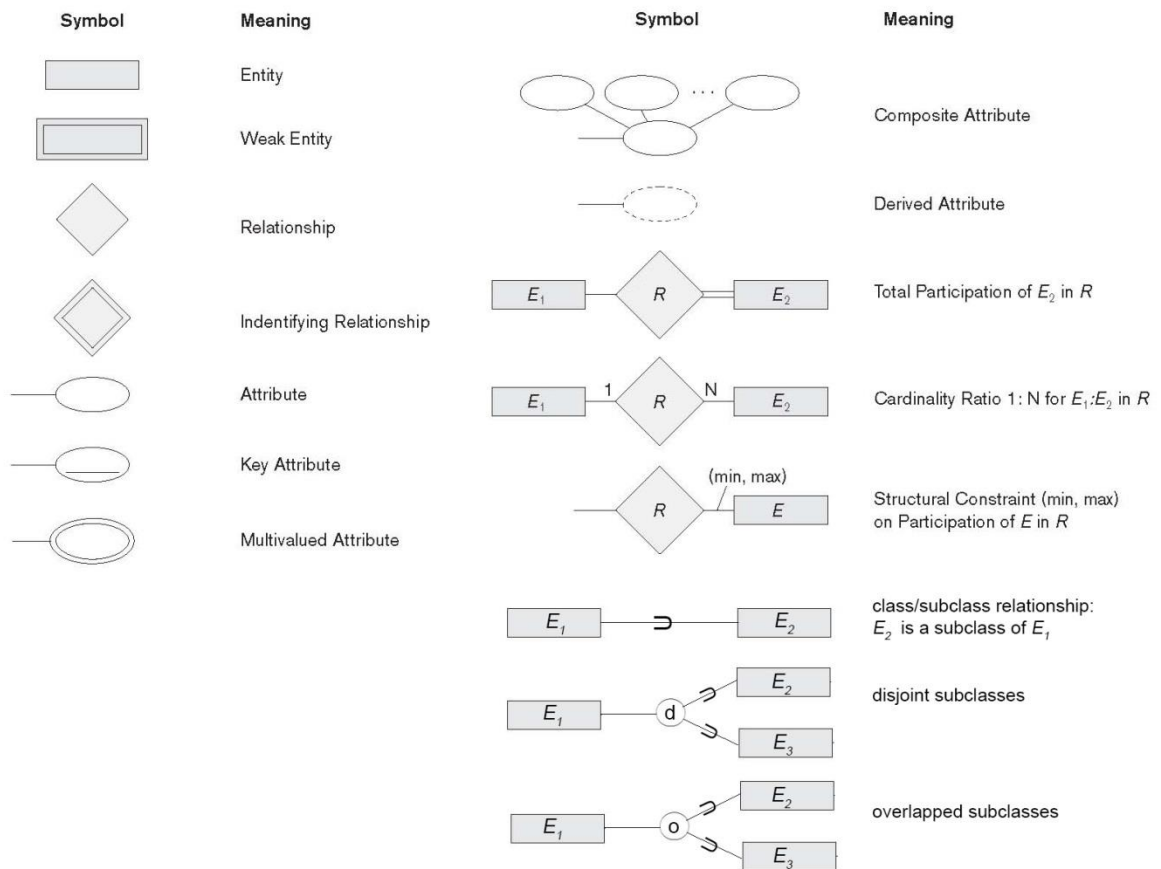 Symbol
Meaning
Entity
Weak Entity
Relationship
Indentifying Relationship
Attribute
Key Attribute
Multivalued Attribute
Symbol
Meaning
. . .
Composite Attribute
Derived Attribute
E₁ R E₂
Total Participation of E₂ in R
E₁ 1 R N E₂
Cardinality Ratio 1: N for E₁:E₂ in R
(min, max)
R E
Structural Constraint (min, max)
on Participation of E in R
E₁ ⊃ E₂
class/subclass relationship:
E₂ is a subclass of E₁
E₂
E₁ d
E₃
disjoint subclasses
E₂
E₁ o
E₃
overlapped subclasses